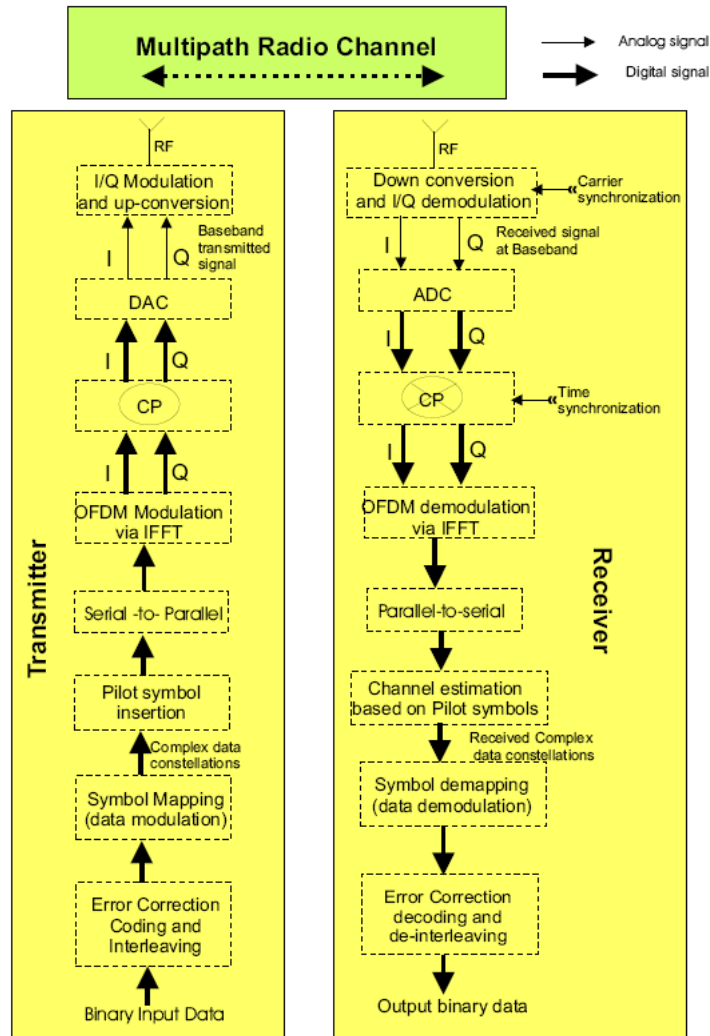 Multipath Radio Channel
Analog signal
Digital signal
RF
I/Q Modulation
and up-conversion
Baseband
transmitted
signal
I
Q
DAC
I
Q
CP
I
Q
OFDM Modulation
via IFFT
Serial -to- Parallel
Pilot symbol
insertion
Complex data
constellations
Symbol Mapping
(data modulation)
Error Correction
Coding and
Interleaving
Binary Input Data
Transmitter
RF
Down conversion
and I/Q demodulation
Carrier
synchronization
I
Q
Received signal
at Baseband
ADC
I
Q
CP
Time
synchronization
I
Q
OFDM demodulation
via IFFT
Parallel-to-serial
Channel estimation
based on Pilot symbols
Received Complex
data constellations
Symbol demapping
(data demodulation)
Error Correction
decoding and
de-interleaving
Output binary data
Receiver